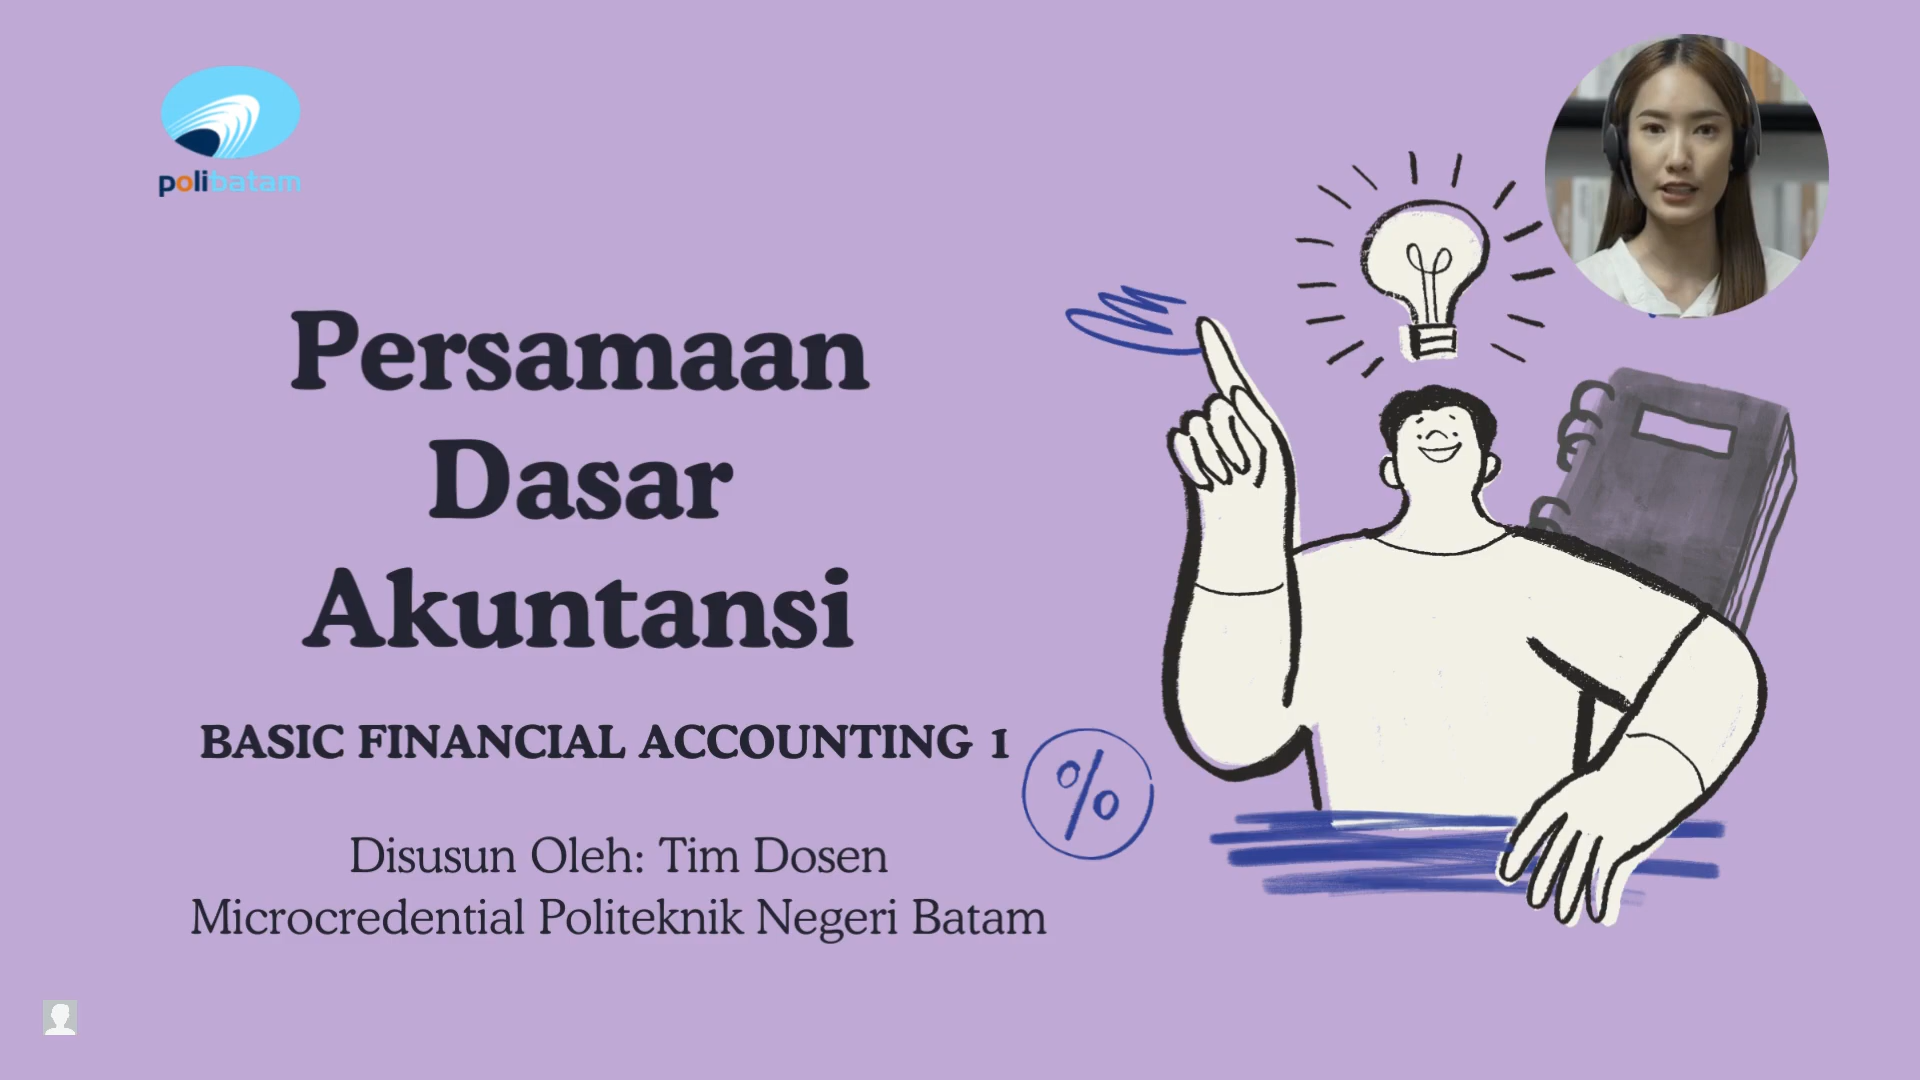 polibatam
Persamaan
Dasar
Akuntansi
BASIC FINANCIAL ACCOUNTING 1
%
Disusun Oleh: Tim Dosen
Microcredential Politeknik Negeri Batam